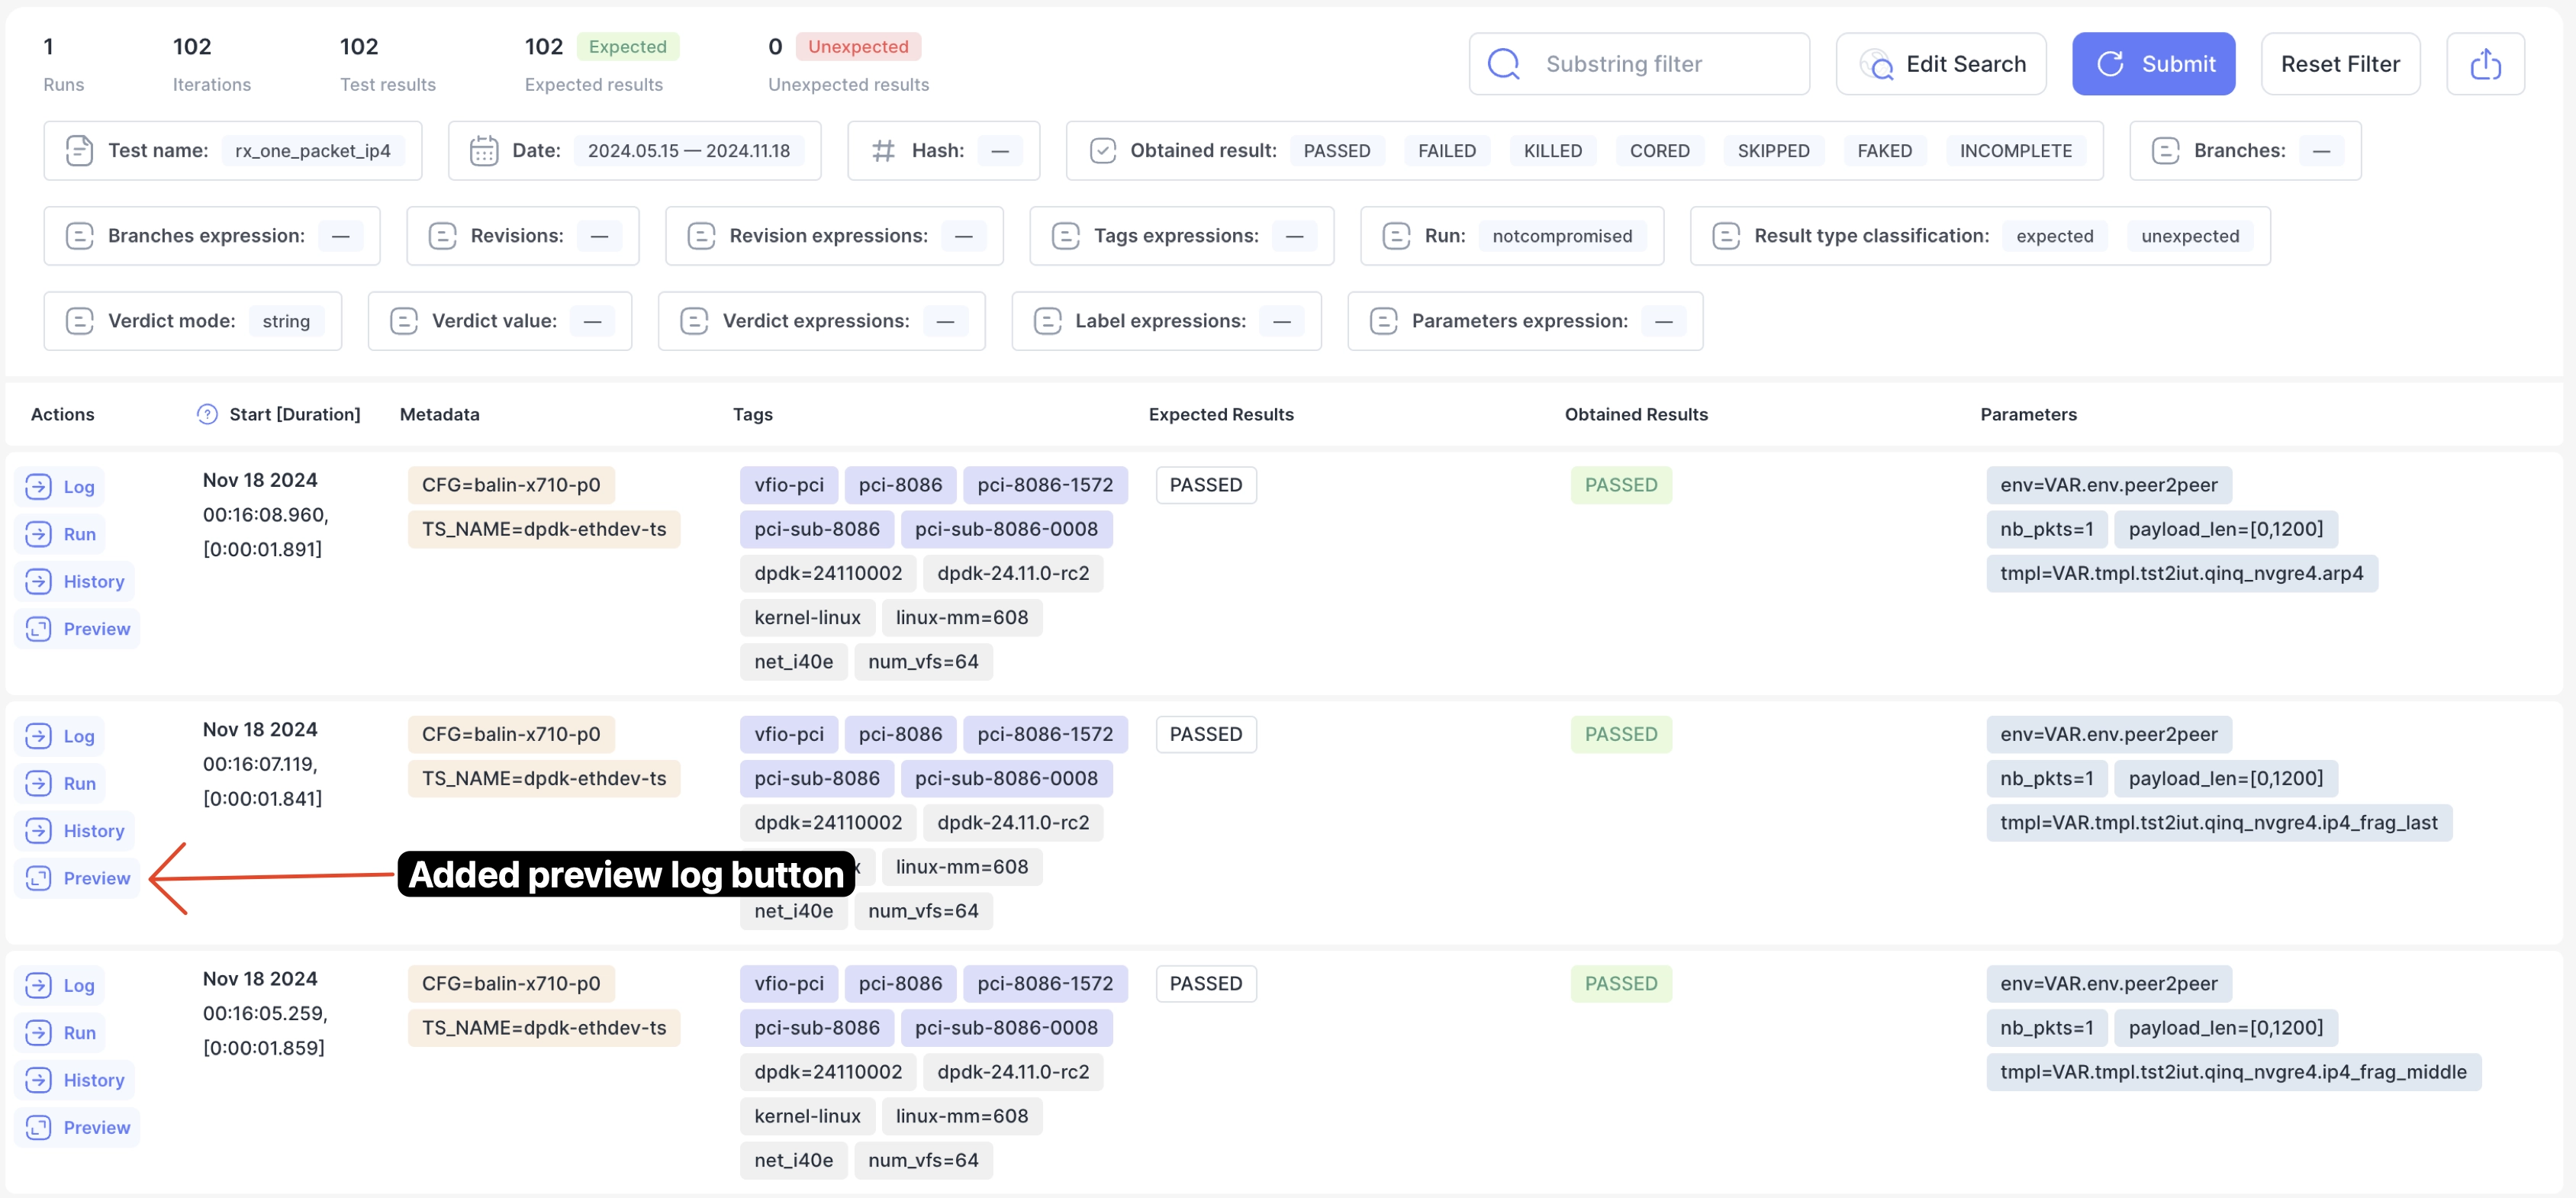 1 102 102 102 Expected 0 Unexpected
Runs Iterations Test results Expected results Unexpected results
Substring filter Edit Search Submit Reset Filter
Test name: rx_one_packet_ip4 Date: 2024.05.15 — 2024.11.18 Hash: — Obtained result: PASSED FAILED KILLED CORED SKIPPED FAKED INCOMPLETE Branches: —
Branches expression: — Revisions: — Revision expressions: — Tags expressions: — Run: notcompromised Result type classification: expected unexpected
Verdict mode: string Verdict value: — Verdict expressions: — Label expressions: — Parameters expression: —
Actions Start [Duration] Metadata Tags Expected Results Obtained Results Parameters
Log
Run
History
Preview
Nov 18 2024
00:16:08.960,
[0:00:01.891]
CFG=balin-x710-p0
TS_NAME=dpdk-ethdev-ts
vfio-pci pci-8086 pci-8086-1572
pci-sub-8086 pci-sub-8086-0008
dpdk=24110002 dpdk-24.11.0-rc2
kernel-linux linux-mm=608
net_i40e num_vfs=64
PASSED
PASSED
env=VAR.env.peer2peer
nb_pkts=1 payload_len=[0,1200]
tmpl=VAR.tmpl.tst2iut.qinq_nvgre4.arp4
Log
Run
History
Preview
Added preview log button
Nov 18 2024
00:16:07.119,
[0:00:01.841]
CFG=balin-x710-p0
TS_NAME=dpdk-ethdev-ts
vfio-pci pci-8086 pci-8086-1572
pci-sub-8086 pci-sub-8086-0008
dpdk=24110002 dpdk-24.11.0-rc2
linux-mm=608
net_i40e num_vfs=64
PASSED
PASSED
env=VAR.env.peer2peer
nb_pkts=1 payload_len=[0,1200]
tmpl=VAR.tmpl.tst2iut.qinq_nvgre4.ip4_frag_last
Log
Run
History
Preview
Nov 18 2024
00:16:05.259,
[0:00:01.859]
CFG=balin-x710-p0
TS_NAME=dpdk-ethdev-ts
vfio-pci pci-8086 pci-8086-1572
pci-sub-8086 pci-sub-8086-0008
dpdk=24110002 dpdk-24.11.0-rc2
kernel-linux linux-mm=608
net_i40e num_vfs=64
PASSED
PASSED
env=VAR.env.peer2peer
nb_pkts=1 payload_len=[0,1200]
tmpl=VAR.tmpl.tst2iut.qinq_nvgre4.ip4_frag_middle